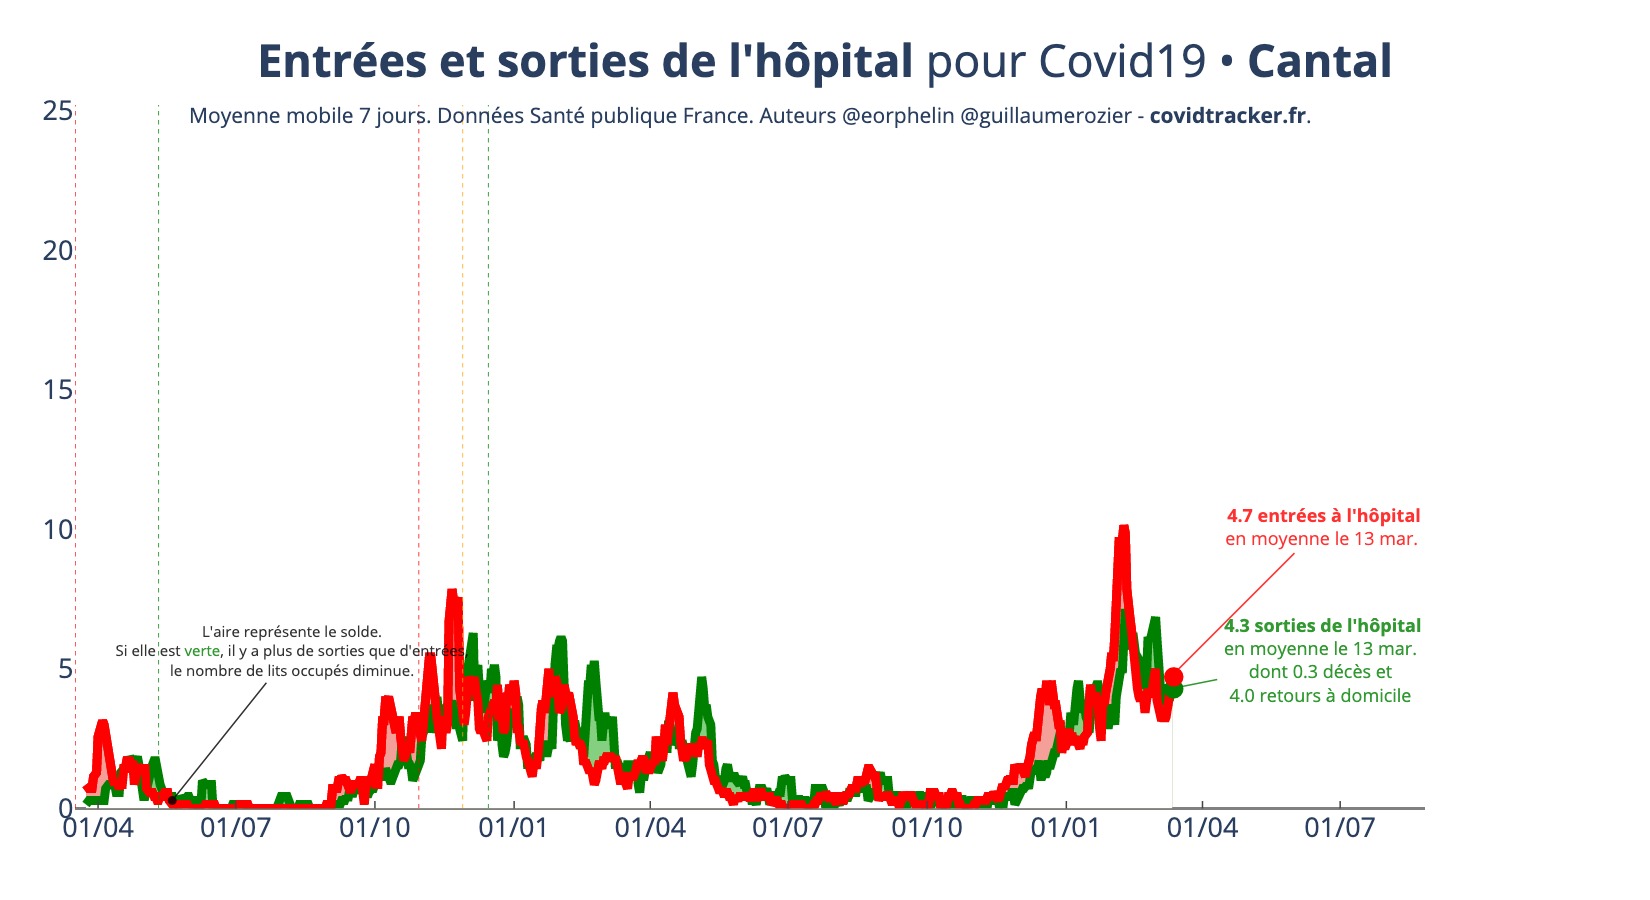 Entrées et sorties de l'hôpital pour Covid19 • Cantal
Moyenne mobile 7 jours. Données Santé publique France. Auteurs @eorphelin @guillaumerozier - covidtracker.fr.
25
20
15
10
5
0
4.7 entrées à l'hôpital
en moyenne le 13 mar.
4.3 sorties de l'hôpital
en moyenne le 13 mar.
dont 0.3 décès et
4.0 retours à domicile
L'aire représente le solde.
Si elle est verte, il y a plus de sorties que d'entrées,
le nombre de lits occupés diminue.
01/04 01/07 01/10 01/01 01/04 01/07 01/10 01/01 01/04 01/07